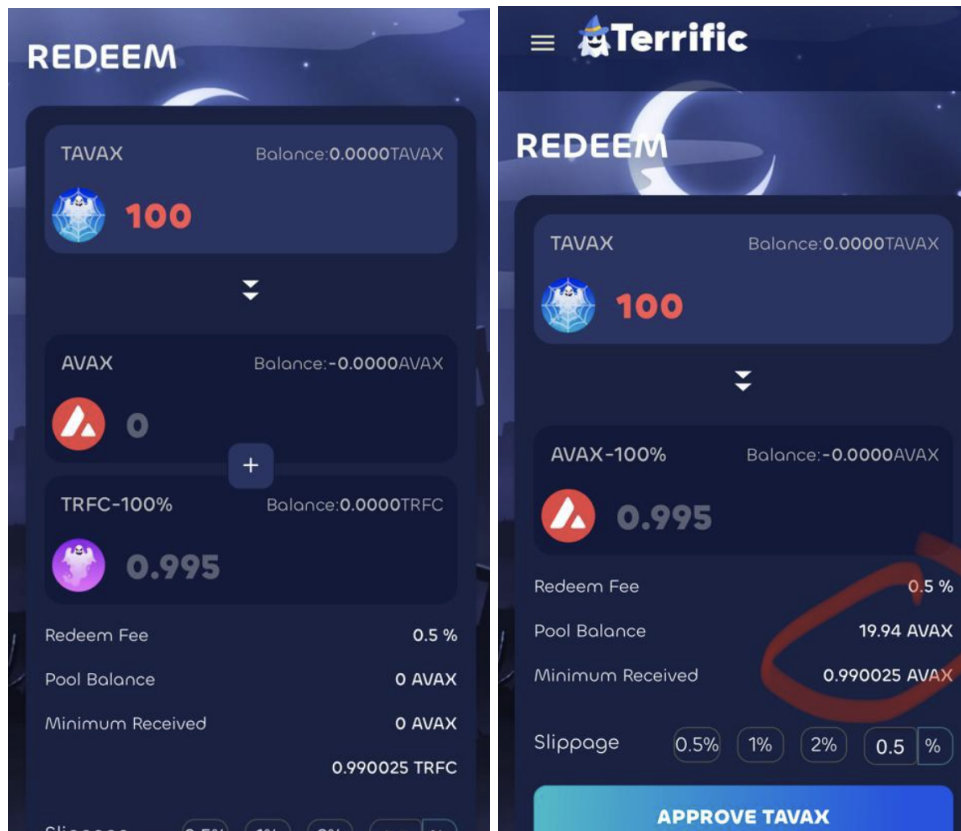 REDEEM
TAVAX
Balance:0.0000TAVAX
100
AVAX
Balance:-0.0000AVAX
0
+
TRFC-100%
Balance:0.0000TRFC
0.995
Redeem Fee
0.5 %
Pool Balance
0 AVAX
Minimum Received
0 AVAX
0.990025 TRFC
Terrific
REDEEM
TAVAX
Balance:0.0000TAVAX
100
AVAX-100%
Balance:-0.0000AVAX
0.995
Redeem Fee
0.5 %
Pool Balance
19.94 AVAX
Minimum Received
0.990025 AVAX
Slippage
0.5%
1%
2%
0.5
%
APPROVE TAVAX